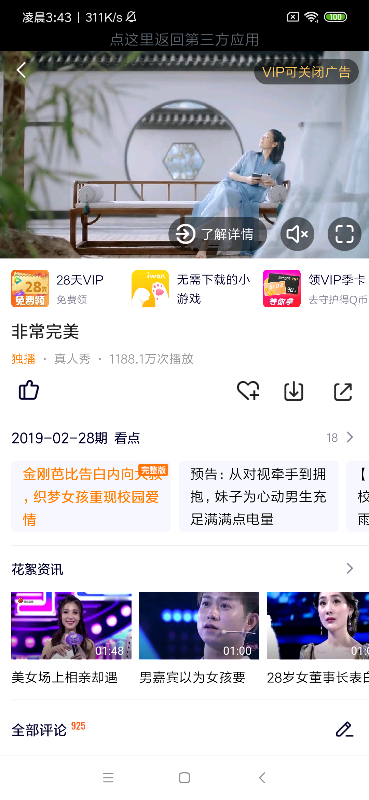 凌晨3:43 | 311K/s
100
点这里返回第三方应用
VIP可关闭广告
了解详情
28天VIP
免费领
无需下载的小
游戏
领VIP季卡
去守护得Q币
28天
免费领
等你拿
非常完美
独播 · 真人秀 · 1188.1万次播放
2019-02-28期 看点
18
金刚芭比告白内向大叔
完整版
,织梦女孩重现校园爱
情
预告:从对视牵手到拥
抱,妹子为心动男生充
足满满点电量
【
校
雨
花絮资讯
01:48
01:00
美女场上相亲却遇
男嘉宾以为女孩要
28岁女董事长表白
全部评论 925